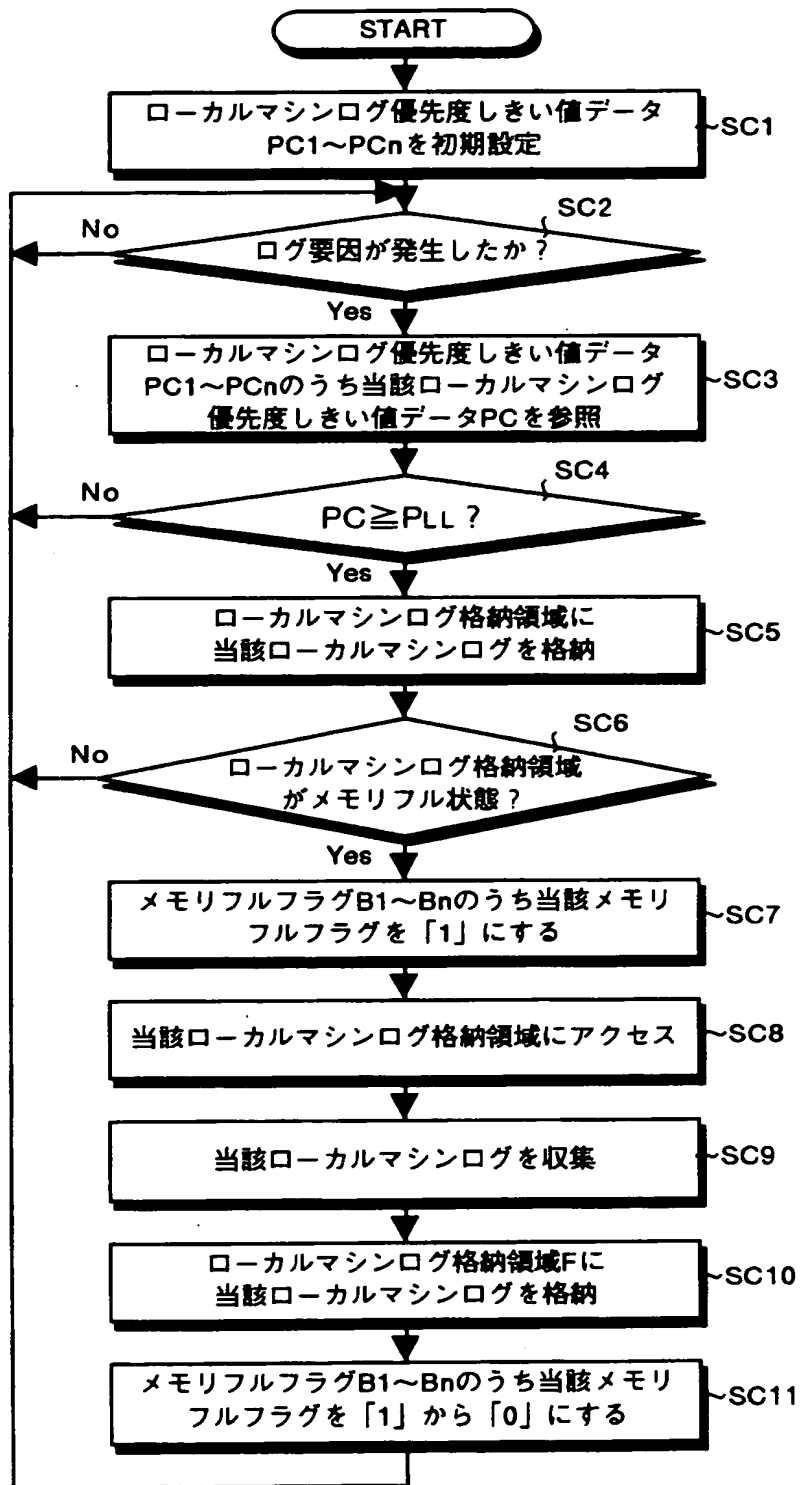 START
ローカルマシンログ優先度しきい値データ
PC1～PCnを初期設定
SC1
SC2
No
ログ要因が発生したか？
Yes
ローカルマシンログ優先度しきい値データ
PC1～PCnのうち当該ローカルマシンログ
優先度しきい値データPCを参照
SC3
SC4
No
PC≧PLL？
Yes
ローカルマシンログ格納領域に
当該ローカルマシンログを格納
SC5
SC6
No
ローカルマシンログ格納領域
がメモリフル状態？
Yes
メモリフルフラグB1～Bnのうち当該メモリ
フルフラグを「1」にする
SC7
当該ローカルマシンログ格納領域にアクセス
SC8
当該ローカルマシンログを収集
SC9
ローカルマシンログ格納領域Fに
当該ローカルマシンログを格納
SC10
メモリフルフラグB1～Bnのうち当該メモリ
フルフラグを「1」から「0」にする
SC11